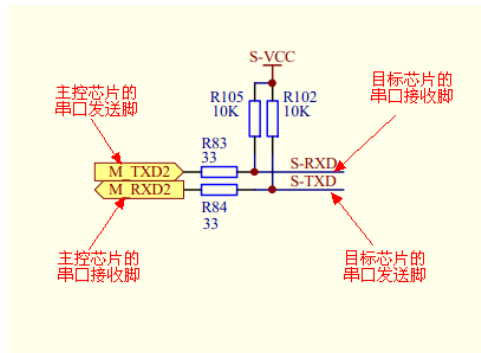 S-VCC
主控芯片的
串口发送脚
目标芯片的
串口接收脚
R105
10K
R102
10K
R83
33
M_TXD2
S-RXD
M_RXD2
S-TXD
R84
33
主控芯片的
串口接收脚
目标芯片的
串口发送脚